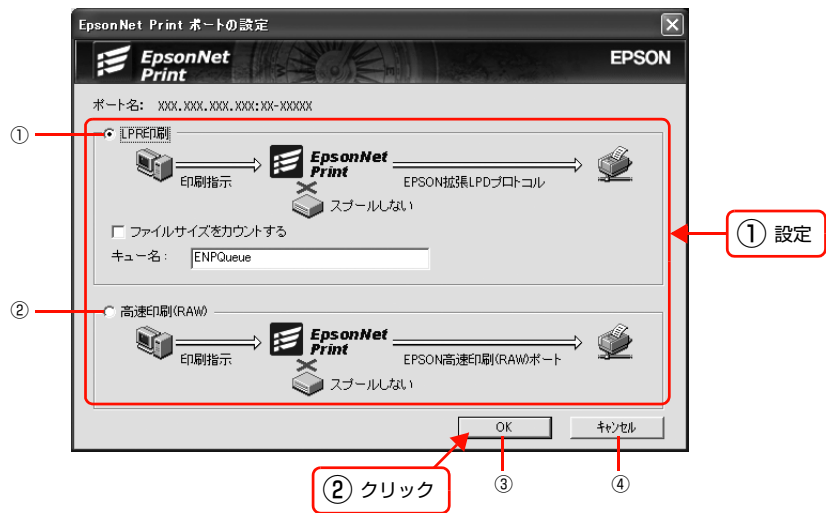 EpsonNet Print ポートの設定
EpsonNet
Print
EPSON
ポート名: XXX.XXX.XXX.XXX:XX-XXXXX
①
LPR印刷
印刷指示
EpsonNet
Print
EPSON拡張LPDプロトコル
スプールしない
ファイルサイズをカウントする
キュー名: ENPQueue
① 設定
②
高速印刷(RAW)
印刷指示
EpsonNet
Print
EPSON高速印刷(RAW)ポート
スプールしない
OK
キャンセル
② クリック
③
④